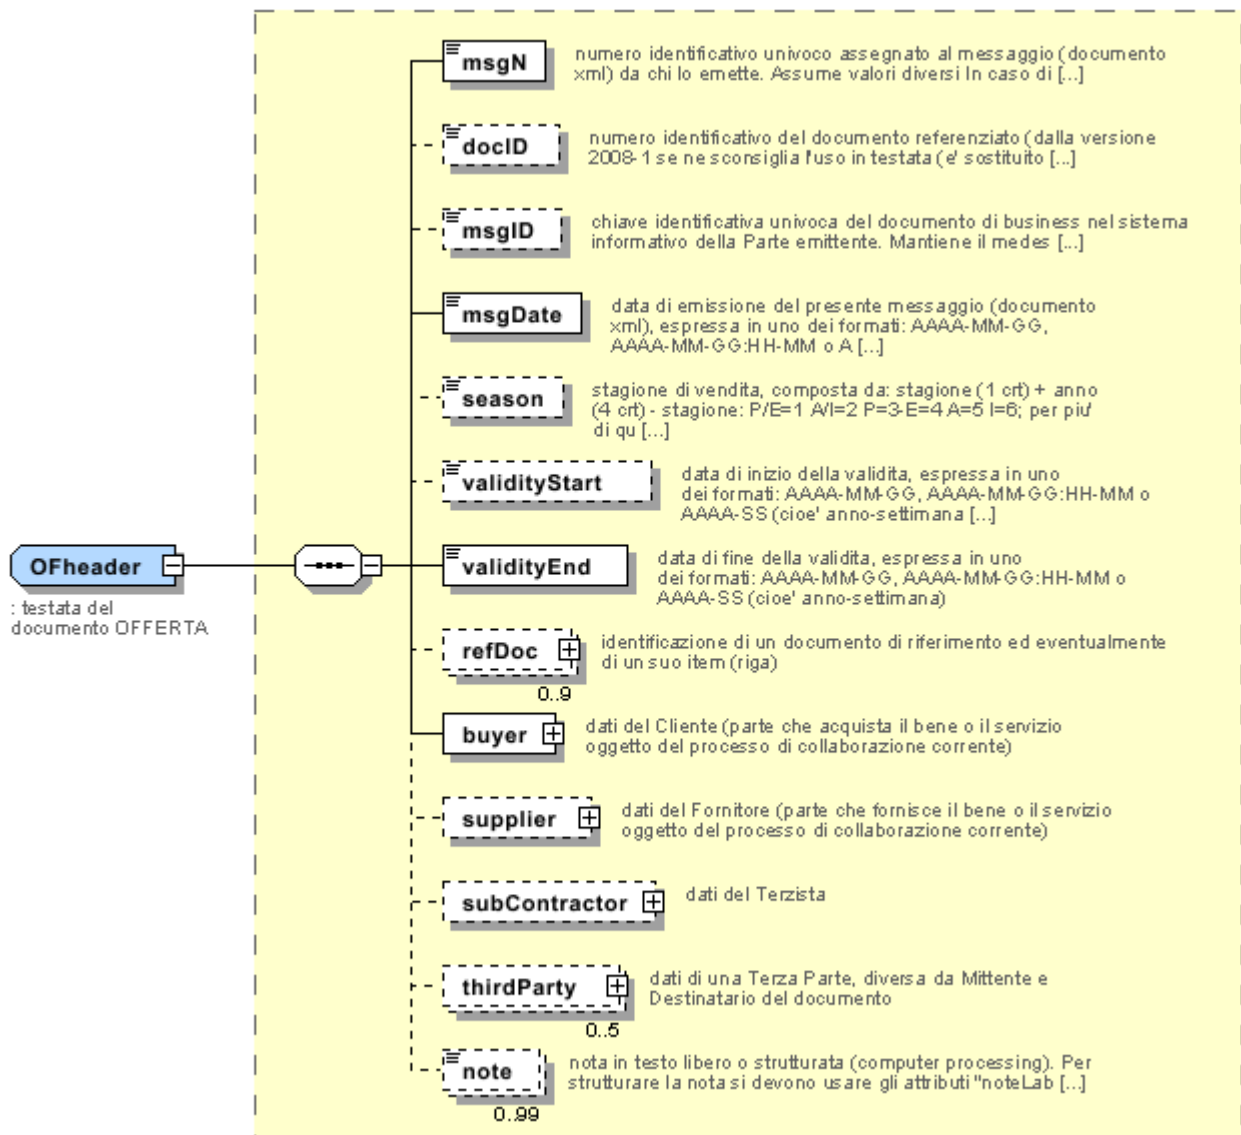 msgN
numero identificativo univoco assegnato al messaggio (documento
xml) da chi lo emette. Assume valori diversi In caso di [...]
docID
numero identificativo del documento referenziato (dalla versione
2008-1 se ne sconsiglia l'uso in testata (e' sostituito [...]
msgID
chiave identificativa univoca del documento di business nel sistema
informativo della Parte emittente. Mantiene il medes [...]
msgDate
data di emissione del presente messaggio (documento
xml), espressa in uno dei formati: AAAA-MM-GG,
AAAA-MM-GG:HH-MM o A [...]
season
stagione di vendita, composta da: stagione (1 crt) + anno
(4 crt) - stagione: P/E=1 A/I=2 P=3-E=4 A=5 I=6; per piu'
di qu [...]
validityStart
data di inizio della validita, espressa in uno
dei formati: AAAA-MM-GG, AAAA-MM-GG:HH-MM o
AAAA-SS (cioe' anno-settimana [...]
OFheader
: testata del
documento OFFERTA
validityEnd
data di fine della validita, espressa in uno
dei formati: AAAA-MM-GG, AAAA-MM-GG:HH-MM o
AAAA-SS (cioe' anno-settimana)
refDoc
0..9
identificazione di un documento di riferimento ed eventualmente
di un suo item (riga)
buyer
dati del Cliente (parte che acquista il bene o il servizio
oggetto del processo di collaborazione corrente)
supplier
dati del Fornitore (parte che fornisce il bene o il servizio
oggetto del processo di collaborazione corrente)
subContractor
dati del Terzista
thirdParty
0..5
dati di una Terza Parte, diversa da Mittente e
Destinatario del documento
note
0..99
nota in testo libero o strutturata (computer processing). Per
strutturare la nota si devono usare gli attributi "noteLab [...]